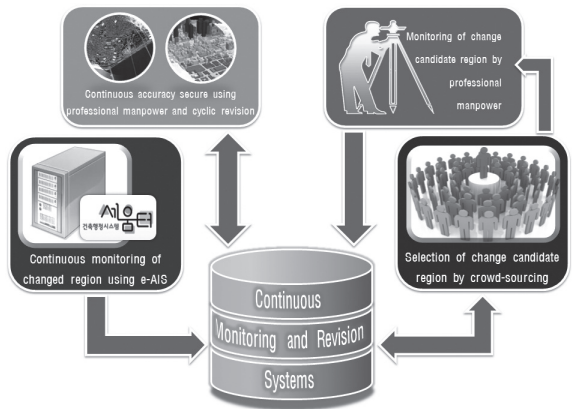 Continuous accuracy secure using
professional manpower and cyclic revision
Monitoring of change
candidate region by
professional
manpower
세움터
건축행정시스템
Continuous monitoring of
changed region using e-AIS
Selection of change candidate
region by crowd-sourcing
Continuous
Monitoring and Revision
Systems